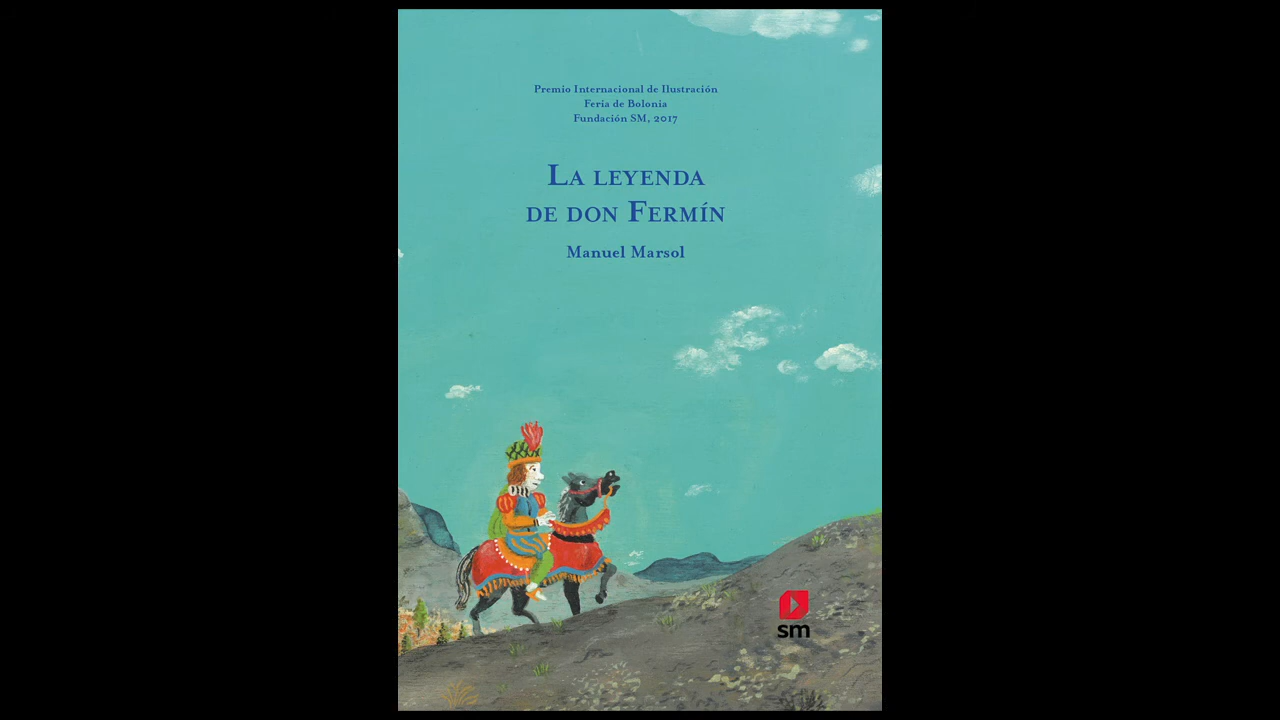 Premio Internacional de Ilustración
Feria de Bolonia
Fundación SM, 2017
La leyenda
de don Fermín
Manuel Marsol
sm